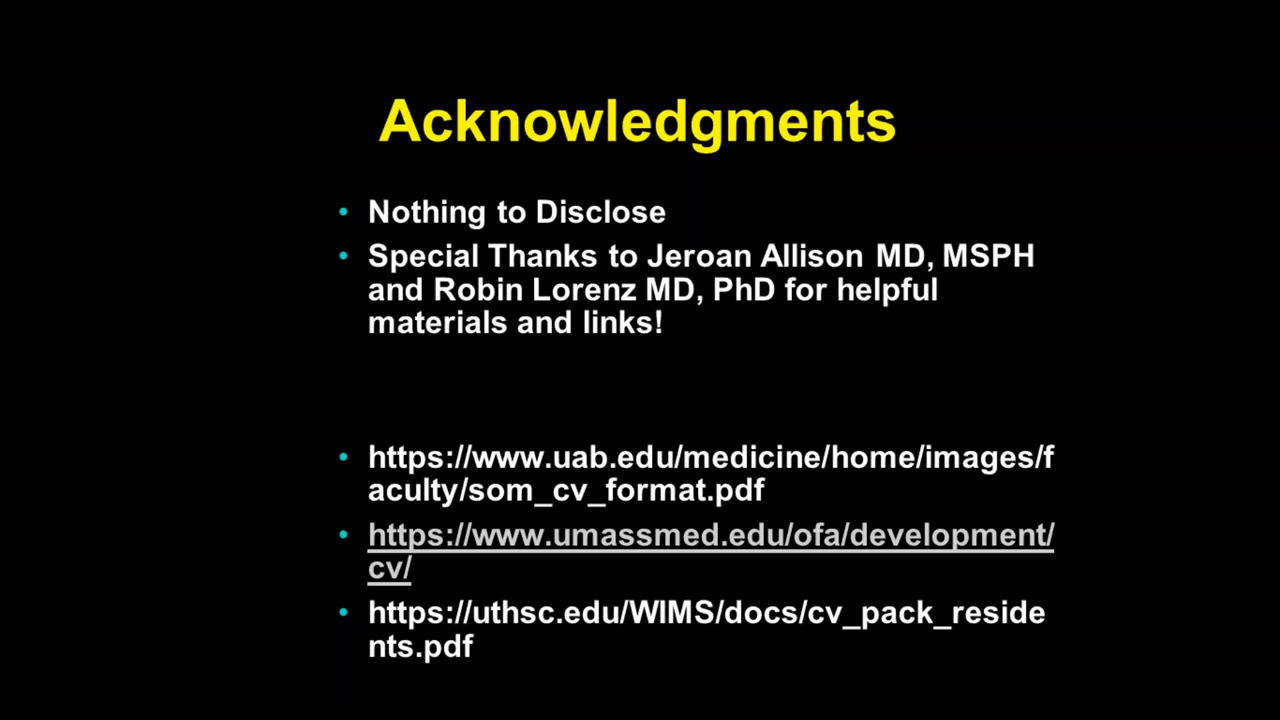 Acknowledgments
• Nothing to Disclose
• Special Thanks to Jeroan Allison MD, MSPH
and Robin Lorenz MD, PhD for helpful
materials and links!
• https://www.uab.edu/medicine/home/images/f
aculty/som_cv_format.pdf
• https://www.umassmed.edu/ofa/development/
cv/
• https://uthsc.edu/WIMS/docs/cv_pack_reside
nts.pdf